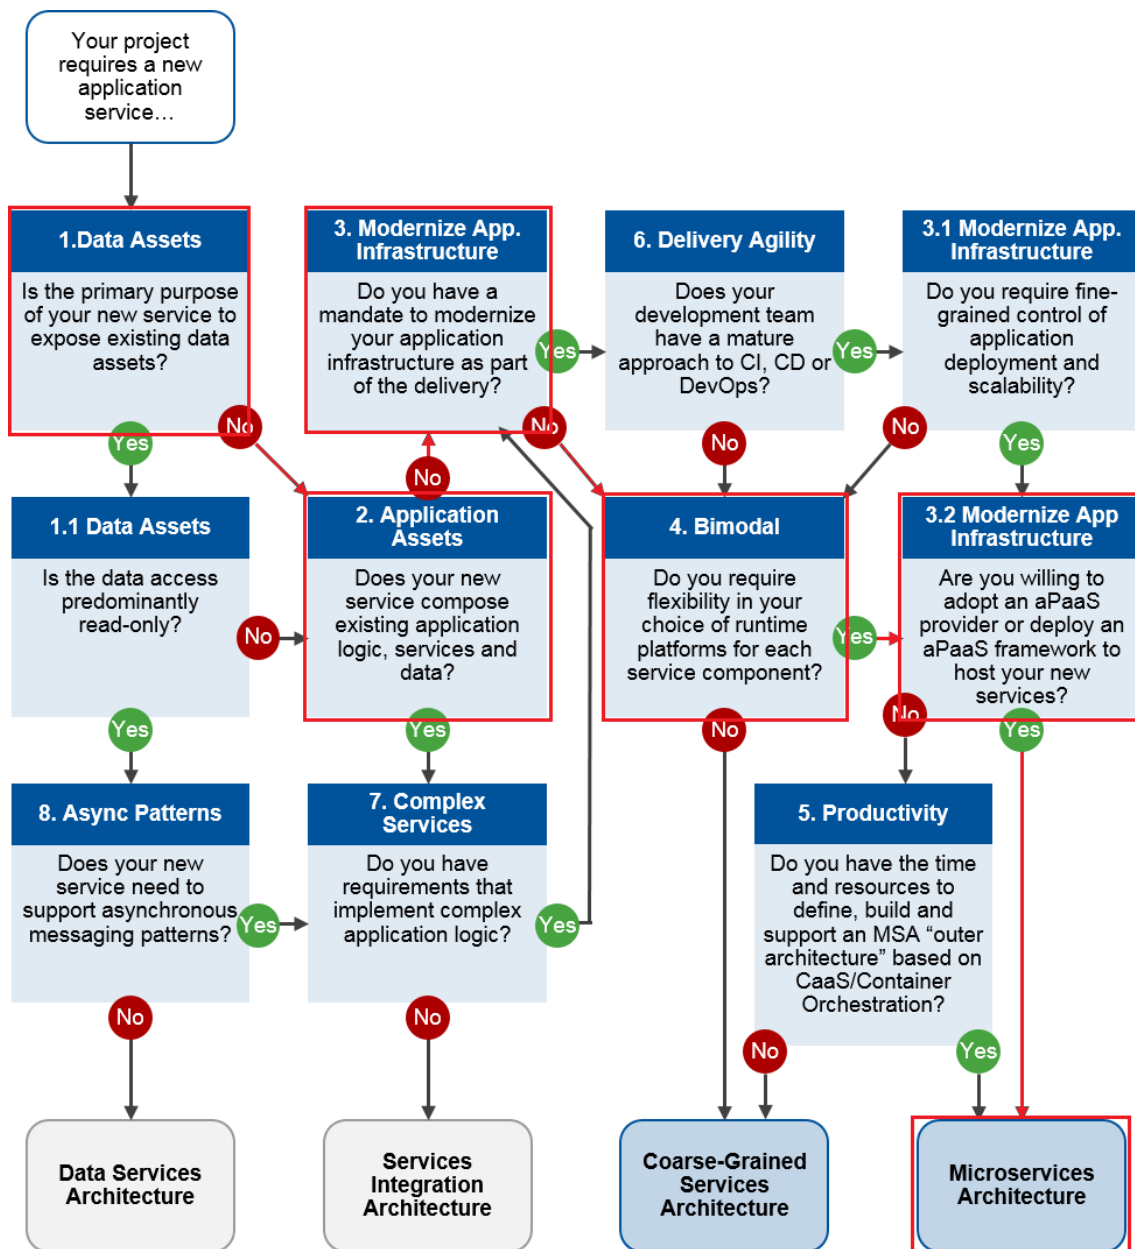 Your project
requires a new
application
service…
1.Data Assets
Is the primary purpose
of your new service to
expose existing data
assets?
Yes
No
3. Modernize App.
Infrastructure
Do you have a
mandate to modernize
your application
infrastructure as part
of the delivery?
Yes
No
6. Delivery Agility
Does your
development team
have a mature
approach to CI, CD or
DevOps?
Yes
No
3.1 Modernize App.
Infrastructure
Do you require fine-
grained control of
application
deployment and
scalability?
No
Yes
1.1 Data Assets
Is the data access
predominantly
read-only?
No
Yes
2. Application
Assets
Does your new
service compose
existing application
logic, services and
data?
No
Yes
4. Bimodal
Do you require
flexibility in your
choice of runtime
platforms for each
service component?
Yes
No
3.2 Modernize App
Infrastructure
Are you willing to
adopt an aPaaS
provider or deploy an
aPaaS framework to
host your new
services?
No
Yes
8. Async Patterns
Does your new
service need to
support asynchronous
messaging patterns?
Yes
No
7. Complex
Services
Do you have
requirements that
implement complex
application logic?
Yes
No
5. Productivity
Do you have the time
and resources to
define, build and
support an MSA “outer
architecture” based on
CaaS/Container
Orchestration?
No
Yes
Data Services
Architecture
Services
Integration
Architecture
Coarse-Grained
Services
Architecture
Microservices
Architecture